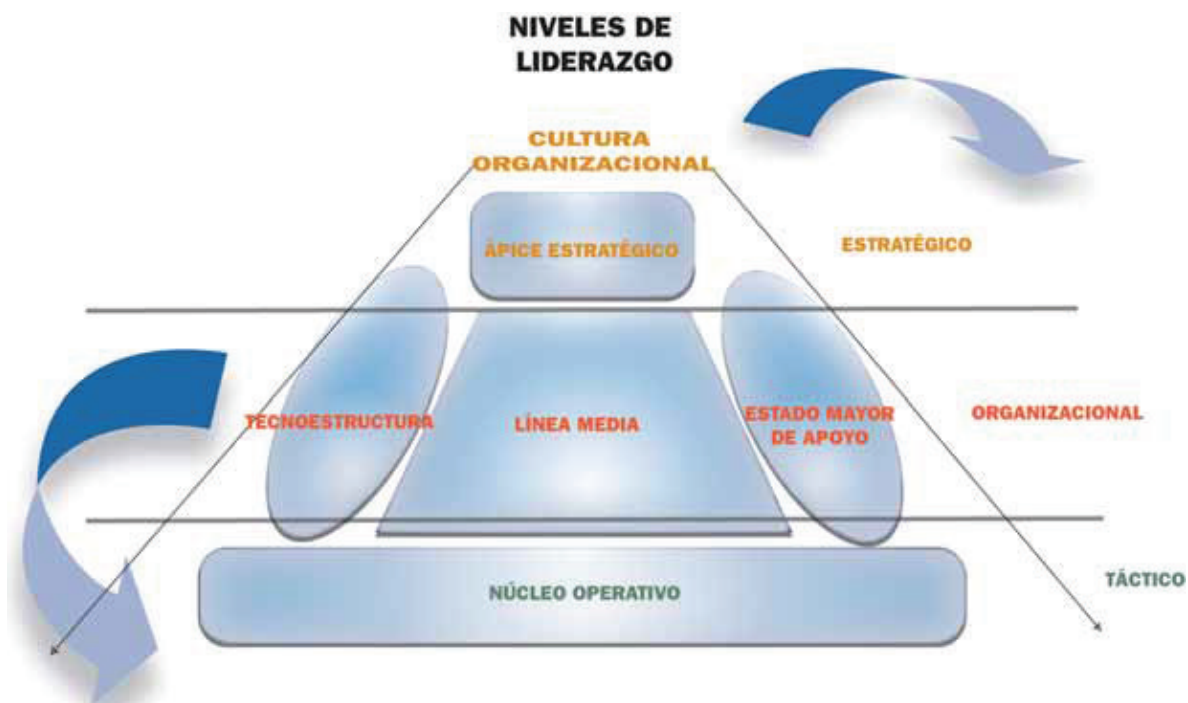 NIVELES DE
LIDERAZGO
CULTURA
ORGANIZACIONAL
ÁPICE ESTRATÉGICO
ESTRATÉGICO
TECNOESTRUCTURA
LÍNEA MEDIA
ESTADO MAYOR
DE APOYO
ORGANIZACIONAL
NÚCLEO OPERATIVO
TÁCTICO